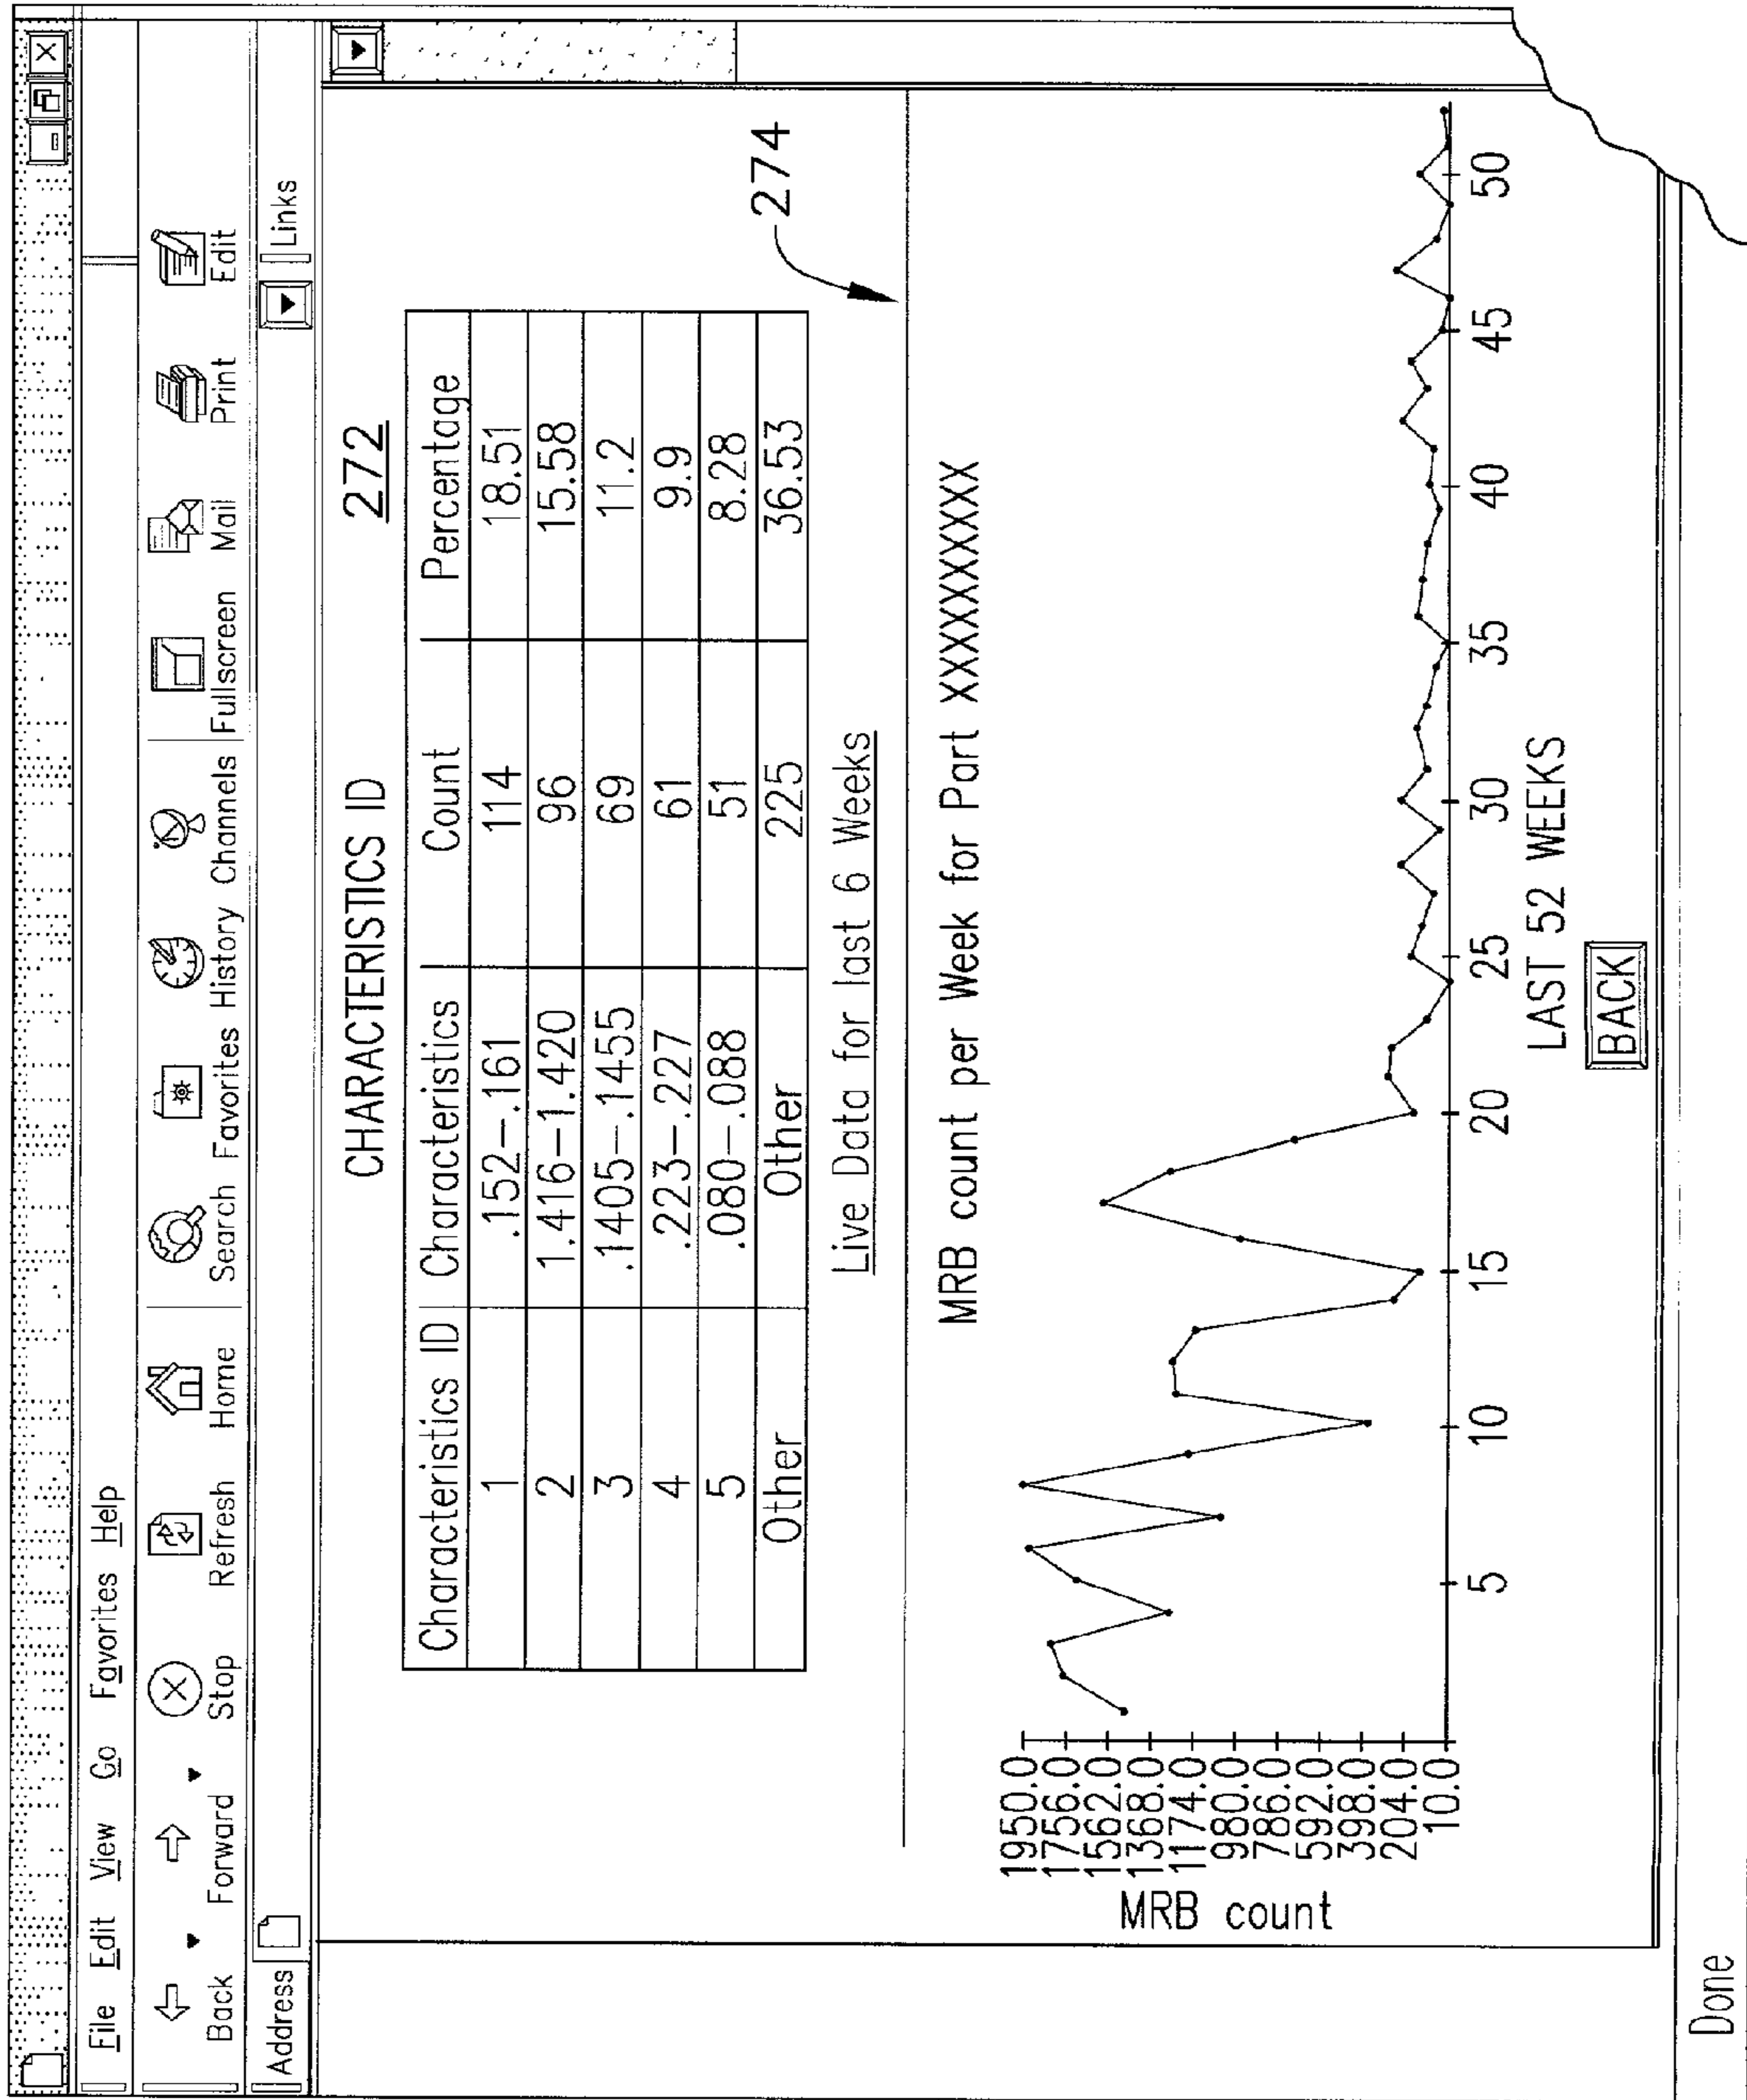 File Edit View Go Favorites Help
Back Forward Stop Refresh Home Search Favorites History Channels Fullscreen Mail Print Edit
Address Links
CHARACTERISTICS ID 272
Characteristics ID Characteristics Count Percentage
1 .152-.161 114 18.51
2 1.416-1.420 96 15.58
3 .1405-.1455 69 11.2
4 .223-.227 61 9.9
5 .080-.088 51 8.28
Other Other 225 36.53
Live Data for last 6 Weeks
274
MRB count per Week for Part XXXXXXXXXX
MRB count
1950.0
1756.0
1562.0
1368.0
1174.0
980.0
786.0
592.0
398.0
204.0
10.0
5 10 15 20 25 30 35 40 45 50
LAST 52 WEEKS
BACK
Done